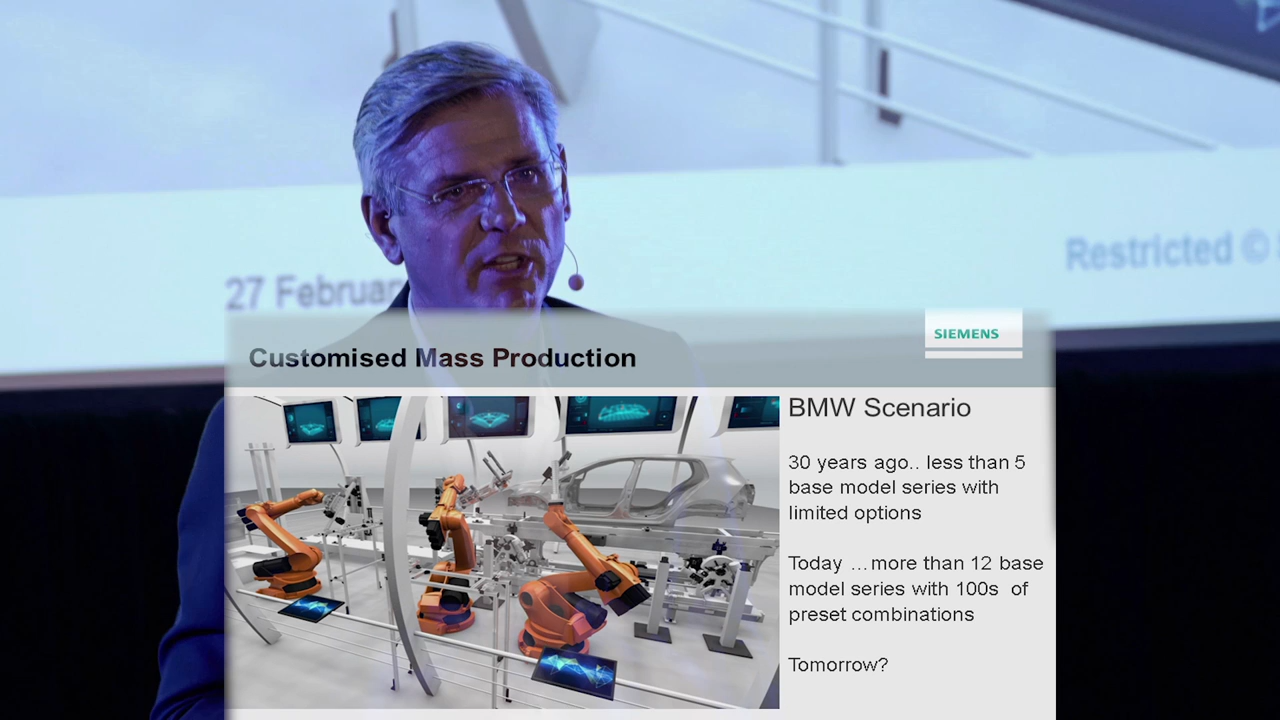 27 Februar
Restricted ©
SIEMENS
Customised Mass Production
BMW Scenario
30 years ago.. less than 5
base model series with
limited options
Today ...more than 12 base
model series with 100s of
preset combinations
Tomorrow?